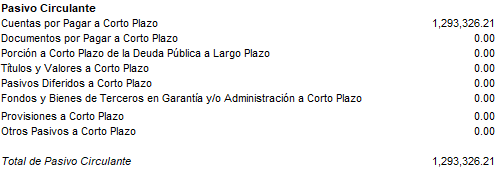 Pasivo Circulante
Cuentas por Pagar a Corto Plazo 1,293,326.21
Documentos por Pagar a Corto Plazo 0.00
Porción a Corto Plazo de la Deuda Pública a Largo Plazo 0.00
Títulos y Valores a Corto Plazo 0.00
Pasivos Diferidos a Corto Plazo 0.00
Fondos y Bienes de Terceros en Garantía y/o Administración a Corto Plazo 0.00
Provisiones a Corto Plazo 0.00
Otros Pasivos a Corto Plazo 0.00
Total de Pasivo Circulante 1,293,326.21